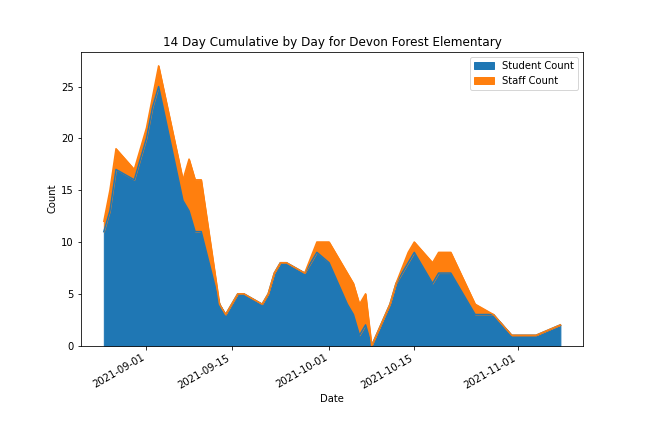 14 Day Cumulative by Day for Devon Forest Elementary
Student Count
Staff Count
25
20
15
10
5
0
Count
2021-09-01
2021-09-15
2021-10-01
2021-10-15
2021-11-01
Date